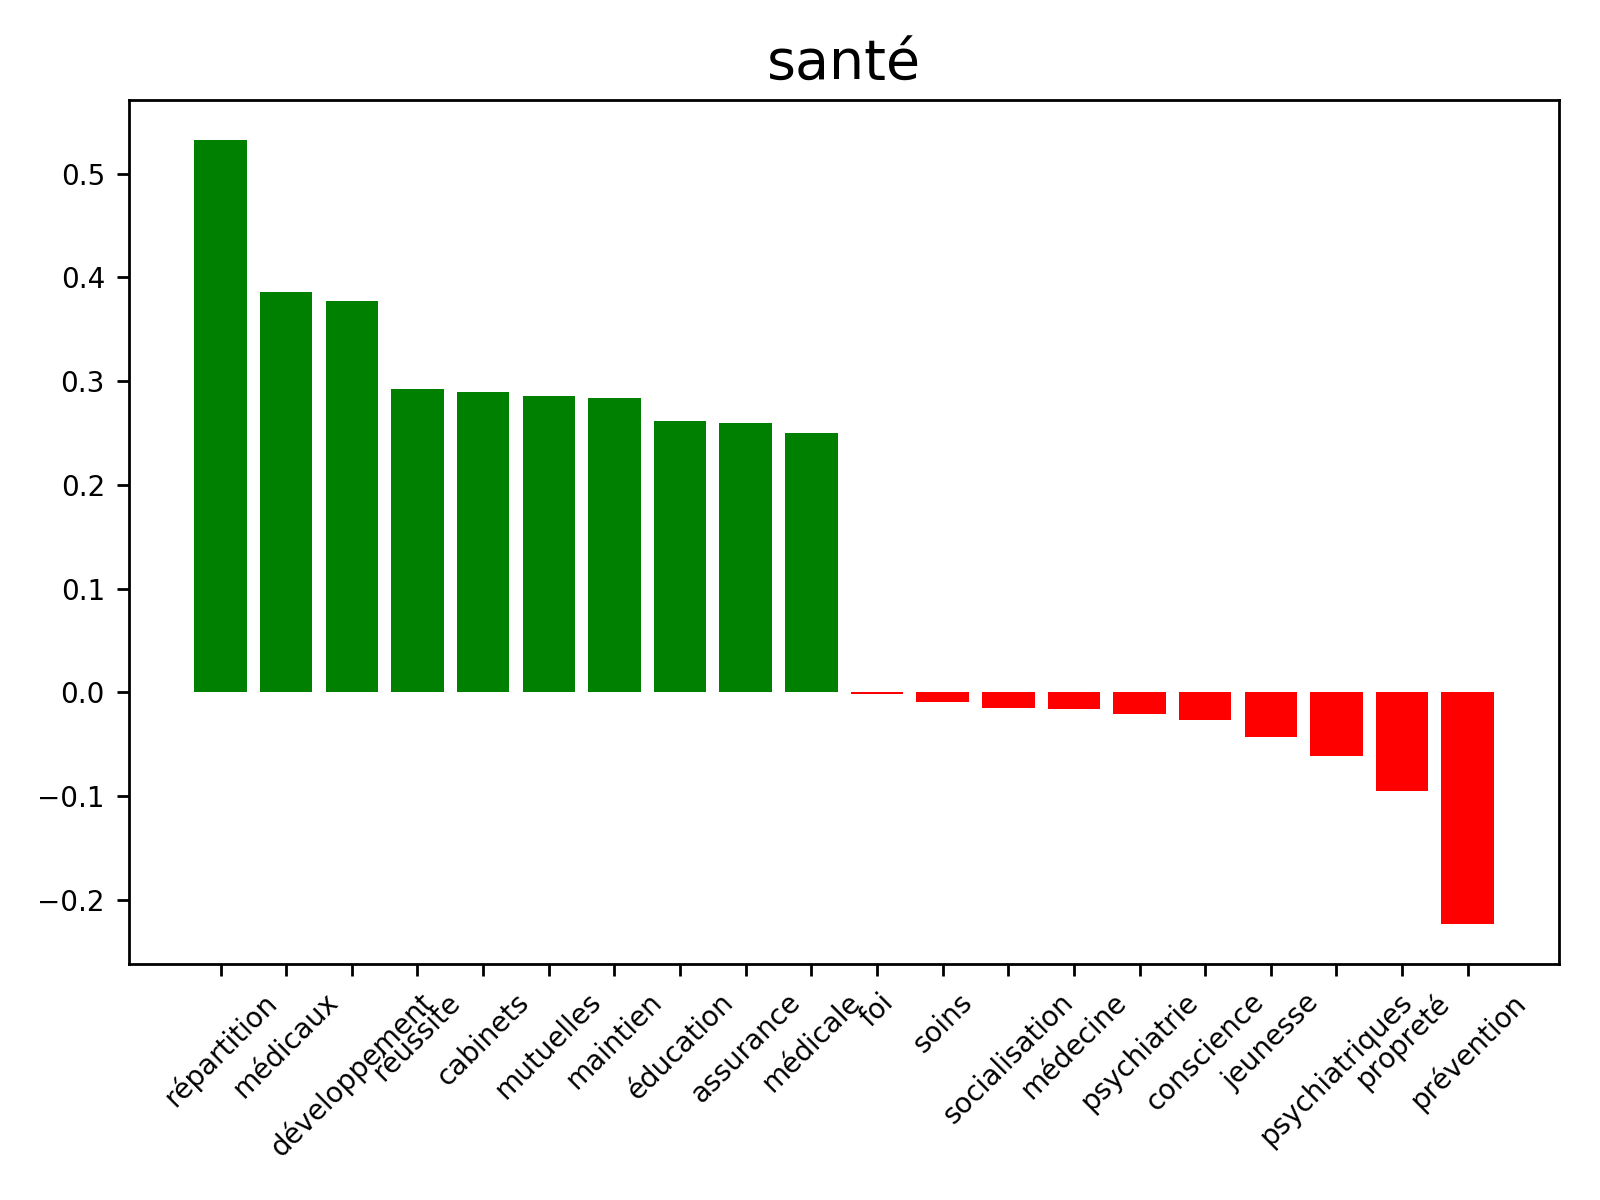 santé
0.5
0.4
0.3
0.2
0.1
0.0
−0.1
−0.2
répartition
médicaux
développement
réussite
cabinets
mutuelles
maintien
éducation
assurance
médicale
foi
soins
socialisation
médecine
psychiatrie
conscience
jeunesse
psychiatriques
propreté
prévention